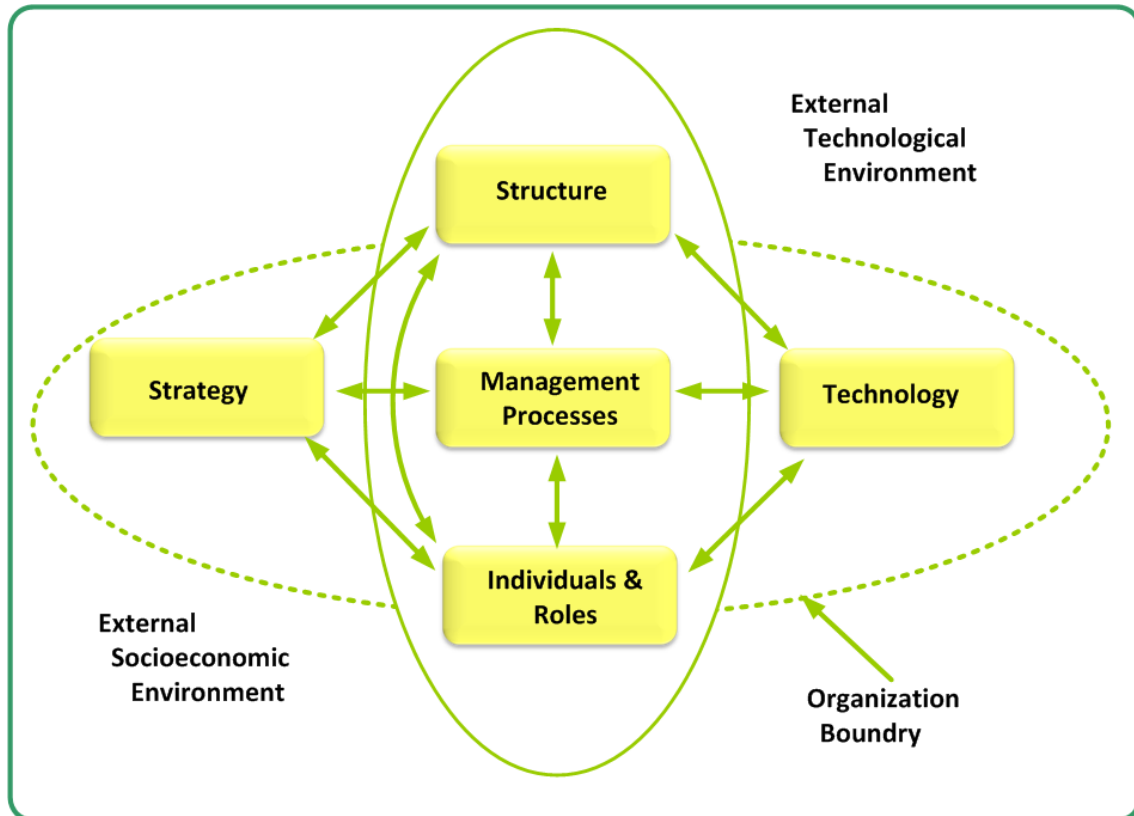 External
Technological
Environment
Structure
Strategy
Management
Processes
Technology
Individuals &
Roles
External
Socioeconomic
Environment
Organization
Boundry